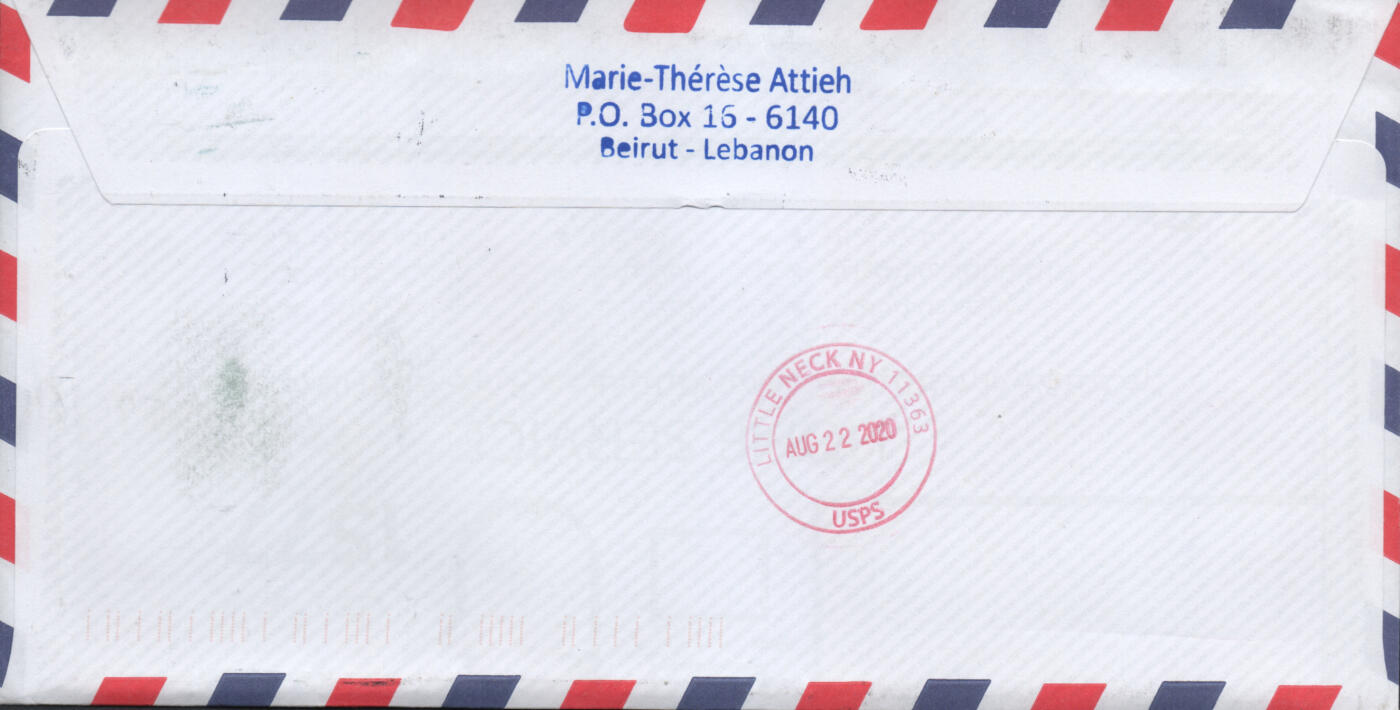 Marie-Thérèse Attieh
P.O. Box 16 - 6140
Beirut - Lebanon
LITTLE NECK NY 11363
AUG 22 2020
USPS